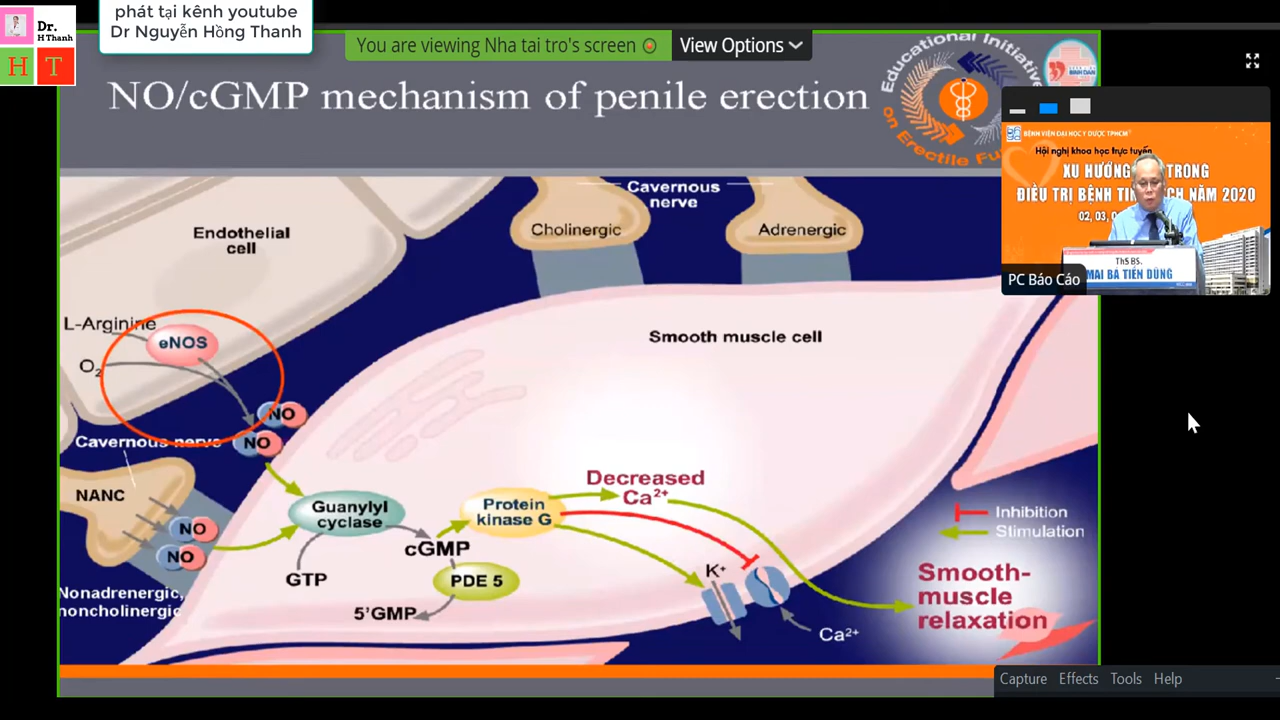 phát tại kênh youtube
Dr Nguyễn Hồng Thanh
Dr.
H Thanh
H T
You are viewing Nha tai tro's screen
View Options
NO/cGMP mechanism of penile erection
Educational Initiative
on Erectile Fu
BINH DAN
BỆNH VIỆN ĐẠI HỌC Y DƯỢC TPHCM
Hội nghị khoa học trực tuyến
XU HƯỚNG TRONG
ĐIỀU TRỊ BỆNH TIM CH NĂM 2020
02, 03, 0
ThS BS.
MAI BÁ TIẾN DŨNG
PC Báo Cáo
Cavernous
nerve
Cholinergic
Adrenergic
Endothelial
cell
L-Arginine
eNOS
O₂
Smooth muscle cell
NO
NO
Cavernous nerve
NANC
NO
NO
Nonadrenergic,
noncholinergic
Guanylyl
cyclase
GTP
cGMP
PDE 5
5’GMP
Protein
kinase G
Decreased
Ca²⁺
K⁺
Ca²⁺
Inhibition
Stimulation
Smooth-
muscle
relaxation
Capture Effects Tools Help